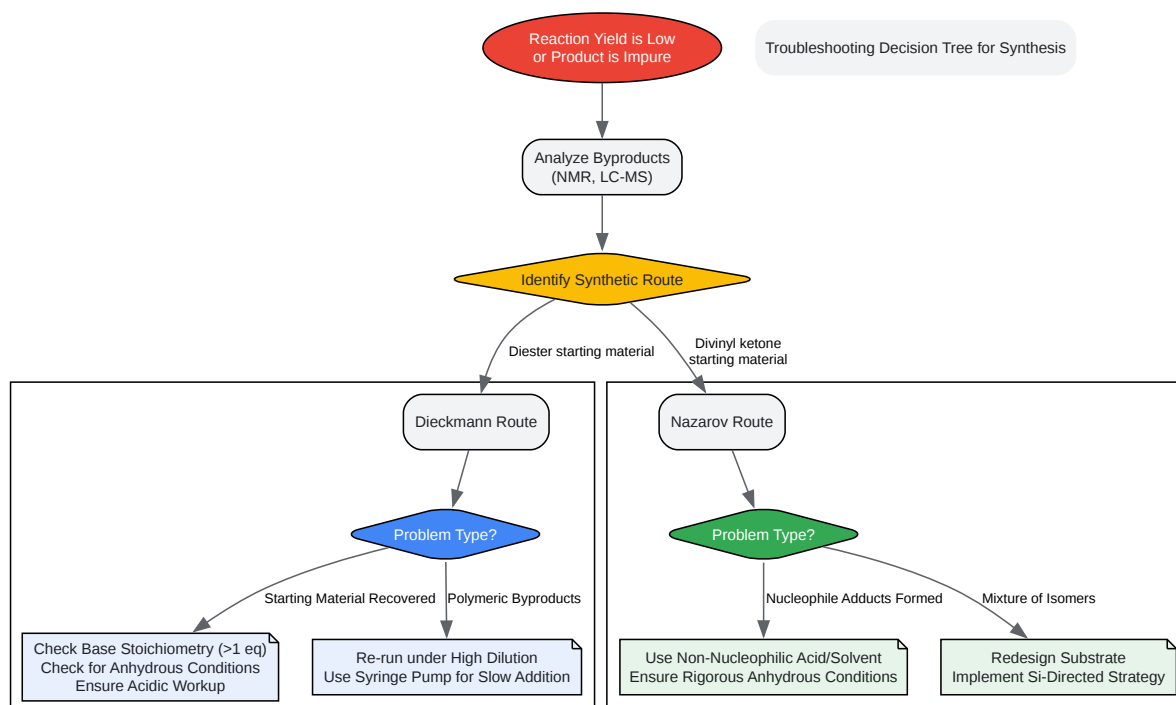 Reaction Yield is Low
or Product is Impure
Troubleshooting Decision Tree for Synthesis
Analyze Byproducts
(NMR, LC-MS)
Identify Synthetic Route
Diester starting material
Divinyl ketone
starting material
Dieckmann Route
Nazarov Route
Problem Type?
Problem Type?
Starting Material Recovered
Polymeric Byproducts
Nucleophile Adducts Formed
Mixture of Isomers
Check Base Stoichiometry (>1 eq)
Check for Anhydrous Conditions
Ensure Acidic Workup
Re-run under High Dilution
Use Syringe Pump for Slow Addition
Use Non-Nucleophilic Acid/Solvent
Ensure Rigorous Anhydrous Conditions
Redesign Substrate
Implement Si-Directed Strategy